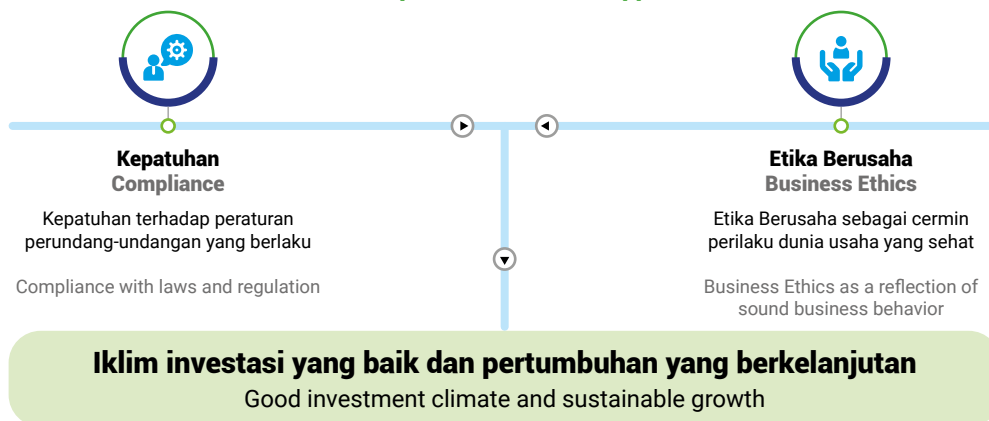 Kepatuhan
Compliance
Kepatuhan terhadap peraturan
perundang-undangan yang berlaku
Compliance with laws and regulation
Etika Berusaha
Business Ethics
Etika Berusaha sebagai cermin
perilaku dunia usaha yang sehat
Business Ethics as a reflection of
sound business behavior
Iklim investasi yang baik dan pertumbuhan yang berkelanjutan
Good investment climate and sustainable growth